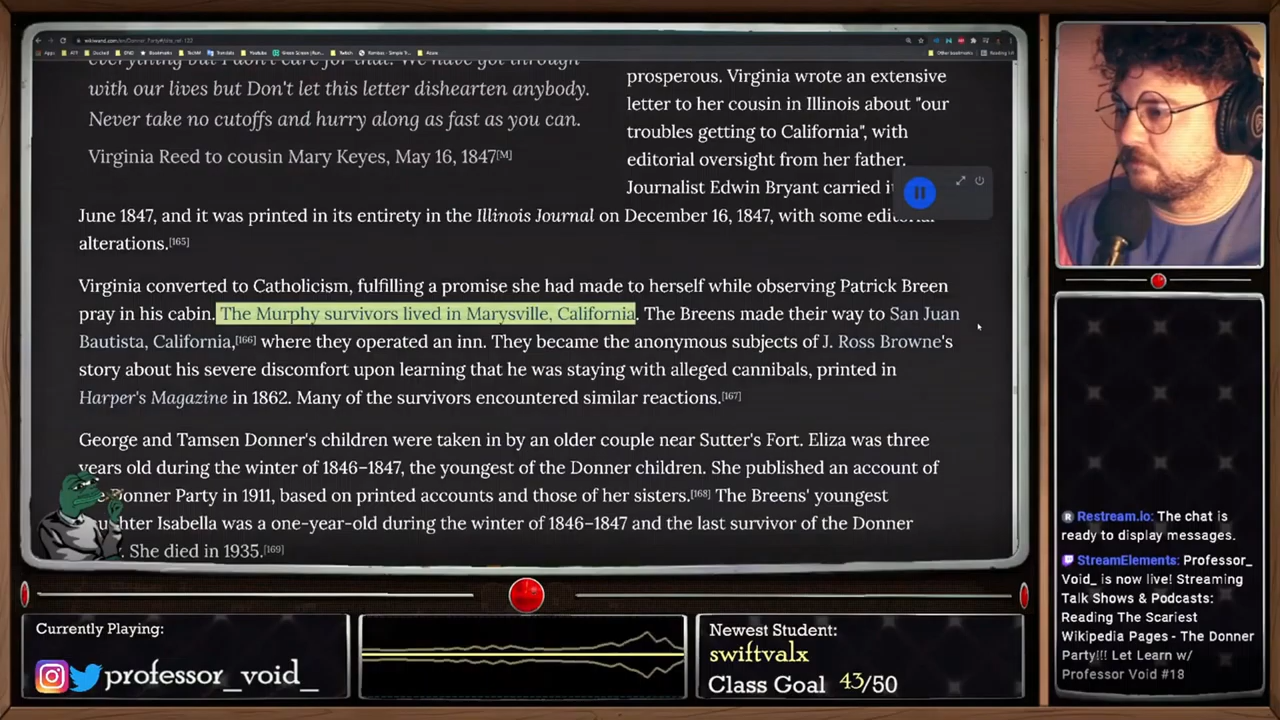 wikiwand.com/en/Donner_Party#cite_ref-132
everything but I don't care for that. We have got through
with our lives but Don't let this letter dishearten anybody.
Never take no cutoffs and hurry along as fast as you can.
Virginia Reed to cousin Mary Keyes, May 16, 1847[M]
prosperous. Virginia wrote an extensive
letter to her cousin in Illinois about "our
troubles getting to California", with
editorial oversight from her father.
Journalist Edwin Bryant carried
June 1847, and it was printed in its entirety in the Illinois Journal on December 16, 1847, with some editorial
alterations.[165]
Virginia converted to Catholicism, fulfilling a promise she had made to herself while observing Patrick Breen
pray in his cabin. The Murphy survivors lived in Marysville, California. The Breens made their way to San Juan
Bautista, California,[166] where they operated an inn. They became the anonymous subjects of J. Ross Browne's
story about his severe discomfort upon learning that he was staying with alleged cannibals, printed in
Harper's Magazine in 1862. Many of the survivors encountered similar reactions.[167]
George and Tamsen Donner's children were taken in by an older couple near Sutter's Fort. Eliza was three
years old during the winter of 1846–1847, the youngest of the Donner children. She published an account of
Donner Party in 1911, based on printed accounts and those of her sisters.[168] The Breens' youngest
daughter Isabella was a one-year-old during the winter of 1846–1847 and the last survivor of the Donner
. She died in 1935.[169]
Restream.io: The chat is
ready to display messages.
StreamElements: Professor_
Void_ is now live! Streaming
Talk Shows & Podcasts:
Reading The Scariest
Wikipedia Pages - The Donner
Party!!! Let Learn w/
Professor Void #18
Currently Playing:
professor_void_
Newest Student:
swiftvalx
Class Goal 43/50